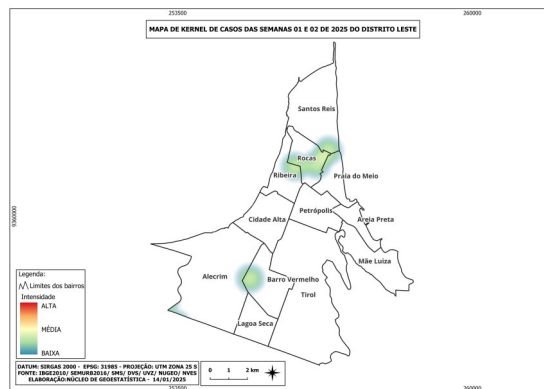 253500
260000
MAPA DE KERNEL DE CASOS DAS SEMANAS 01 E 02 DE 2025 DO DISTRITO LESTE
Santos Reis
Rocas
Ribeira
Praia do Meio
Petrópolis
Cidade Alta
Areia Preta
9360000
Mãe Luiza
Alecrim
Barro Vermelho
Tirol
Lagoa Seca
Legenda:
Limites dos bairros
Intensidade
ALTA
MÉDIA
BAIXA
DATUM: SIRGAS 2000 - EPSG: 31985 - PROJEÇÃO: UTM ZONA 25 S
FONTE: IBGE2010/ SEMURB2016/ SMS/ DVS/ UVZ/ NUGEO/ NVES
ELABORAÇÃO:NÚCLEO DE GEOESTATÍSTICA - 14/01/2025
0 1 2 km
253500
260000